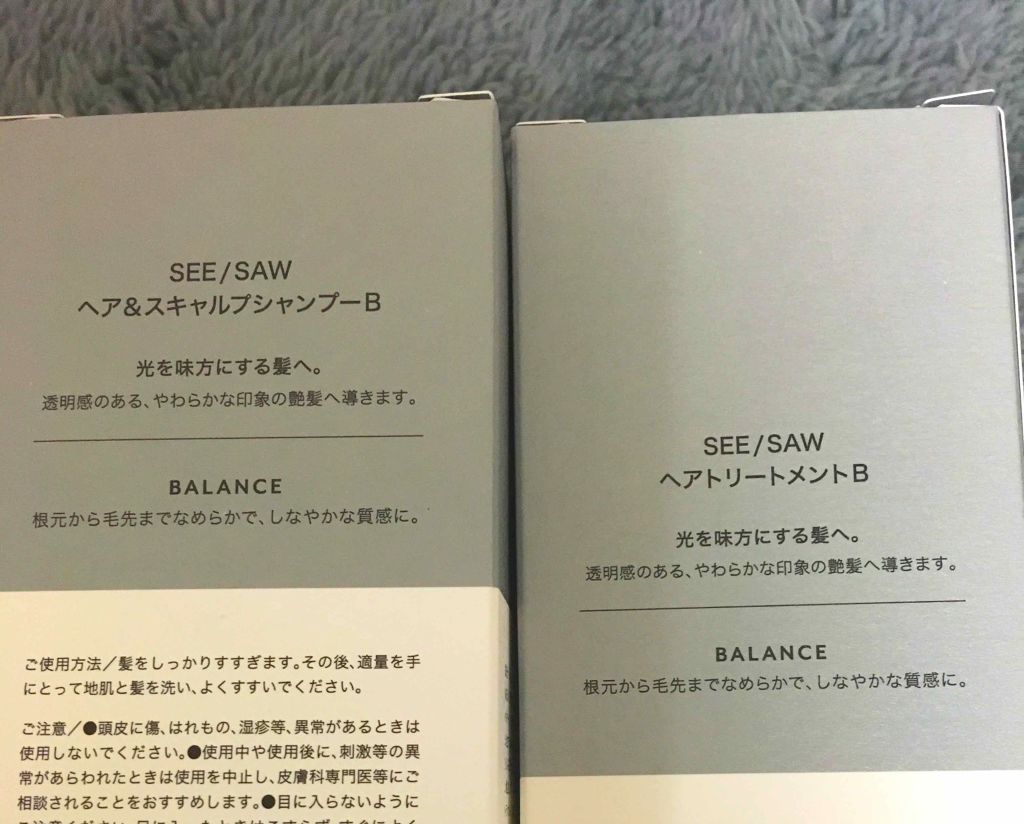 SEE/SAW
ヘア&スキャルプシャンプーB
光を味方にする髪へ。
透明感のある、やわらかな印象の艶髪へ導きます。
BALANCE
根元から毛先までなめらかで、しなやかな質感に。
ご使用方法/髪をしっかりすすぎます。その後、適量を手
にとって地肌と髪を洗い、よくすすいでください。
ご注意/●頭皮に傷、はれもの、湿疹等、異常があるときは
使用しないでください。●使用中や使用後に、刺激等の異
常があらわれたときは使用を中止し、皮膚科専門医等にご
相談されることをおすすめします。●目に入らないように
SEE/SAW
ヘアトリートメントB
光を味方にする髪へ。
透明感のある、やわらかな印象の艶髪へ導きます。
BALANCE
根元から毛先までなめらかで、しなやかな質感に。